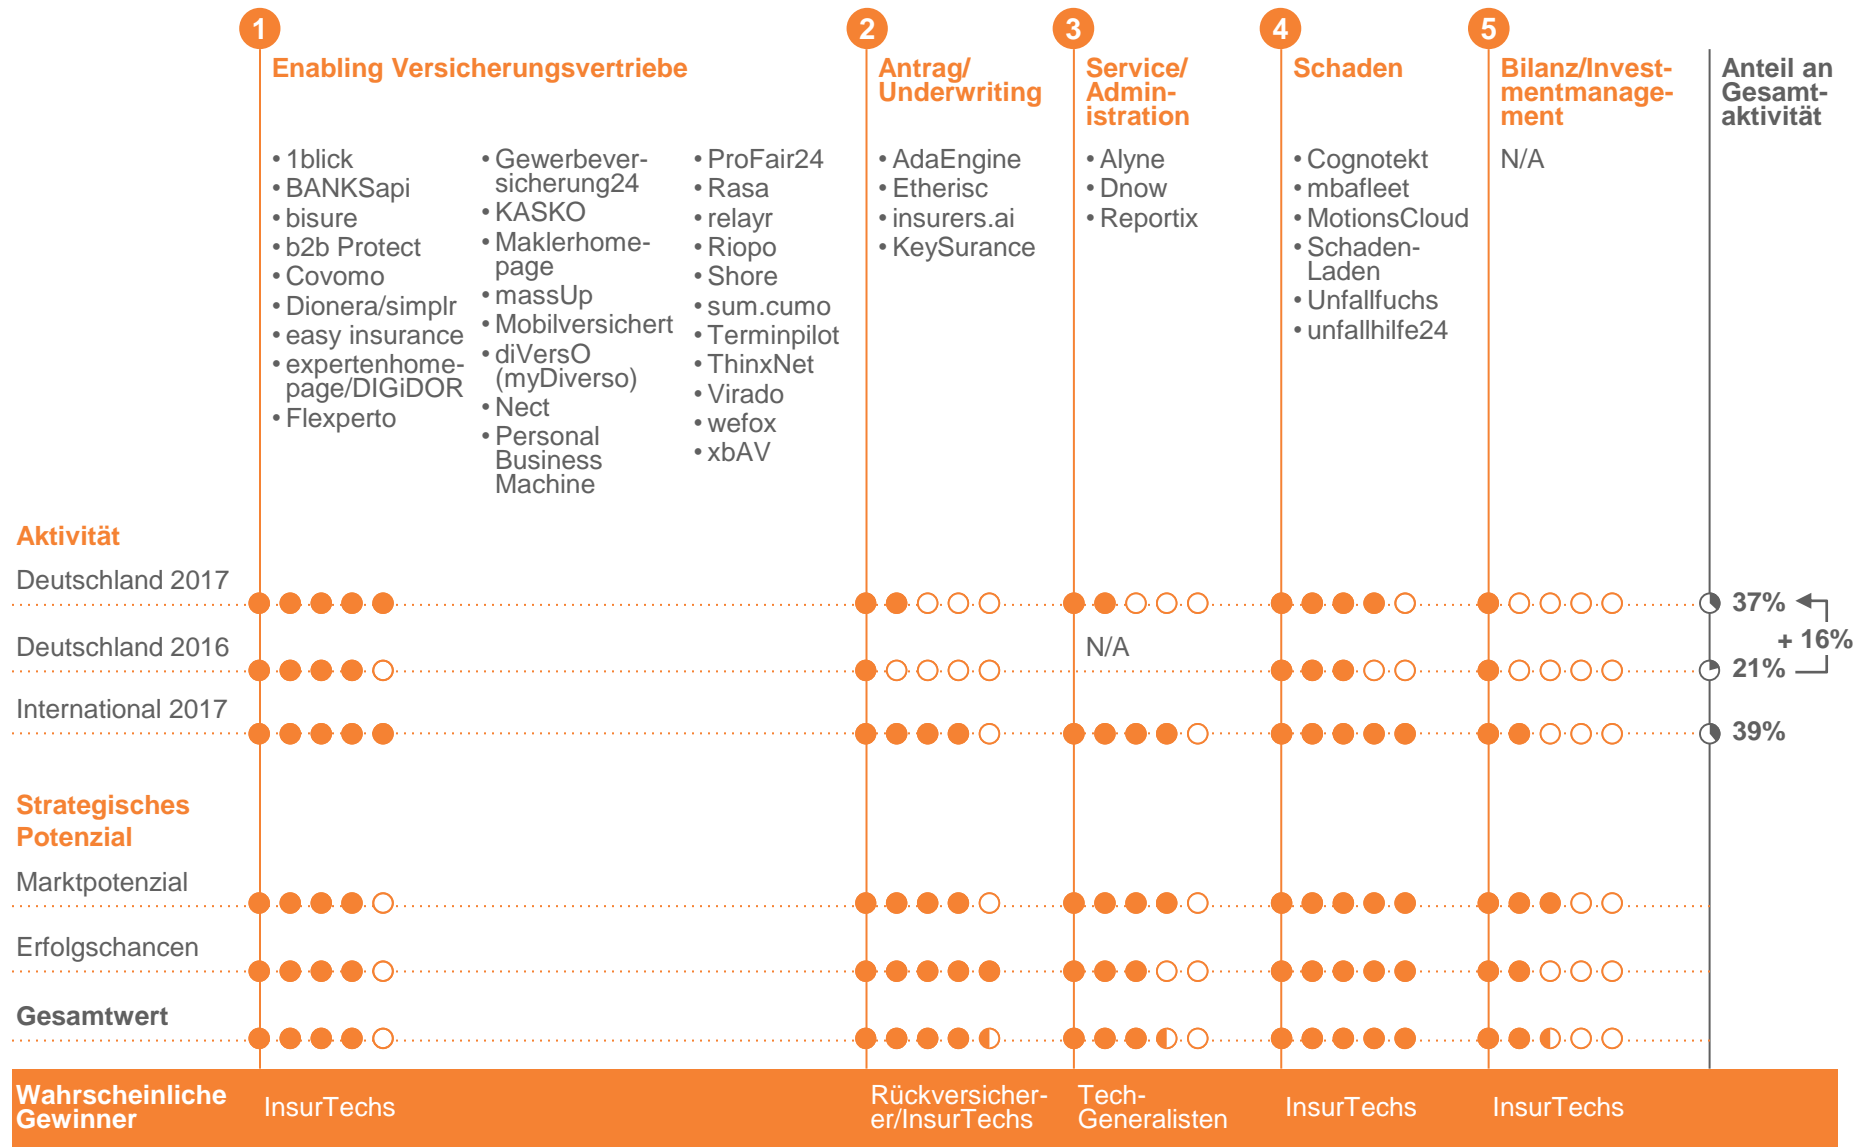 1
Enabling Versicherungsvertriebe
• 1blick
• BANKSapi
• bisure
• b2b Protect
• Covomo
• Dionera/simplr
• easy insurance
• expertenhome-
page/DIGiDOR
• Flexperto
• Gewerbever-
sicherung24
• KASKO
• Maklerhome-
page
• massUp
• Mobilversichert
• diVersO
(myDiverso)
• Nect
• Personal
Business
Machine
• ProFair24
• Rasa
• relayr
• Riopo
• Shore
• sum.cumo
• Terminpilot
• ThinxNet
• Virado
• wefox
• xbAV
2
Antrag/
Underwriting
• AdaEngine
• Etherisc
• insurers.ai
• KeySurance
3
Service/
Admin-
istration
• Alyne
• Dnow
• Reportix
4
Schaden
• Cognotekt
• mbafleet
• MotionsCloud
• Schaden-
Laden
• Unfallfuchs
• unfallhilfe24
5
Bilanz/Invest-
mentmanage-
ment
N/A
Anteil an
Gesamt-
aktivität
Aktivität
Deutschland 2017
37%
+ 16%
Deutschland 2016
N/A
21%
International 2017
39%
Strategisches
Potenzial
Marktpotenzial
Erfolgschancen
Gesamtwert
Wahrscheinliche
Gewinner
InsurTechs
Rückversicher-
er/InsurTechs
Tech-
Generalisten
InsurTechs
InsurTechs